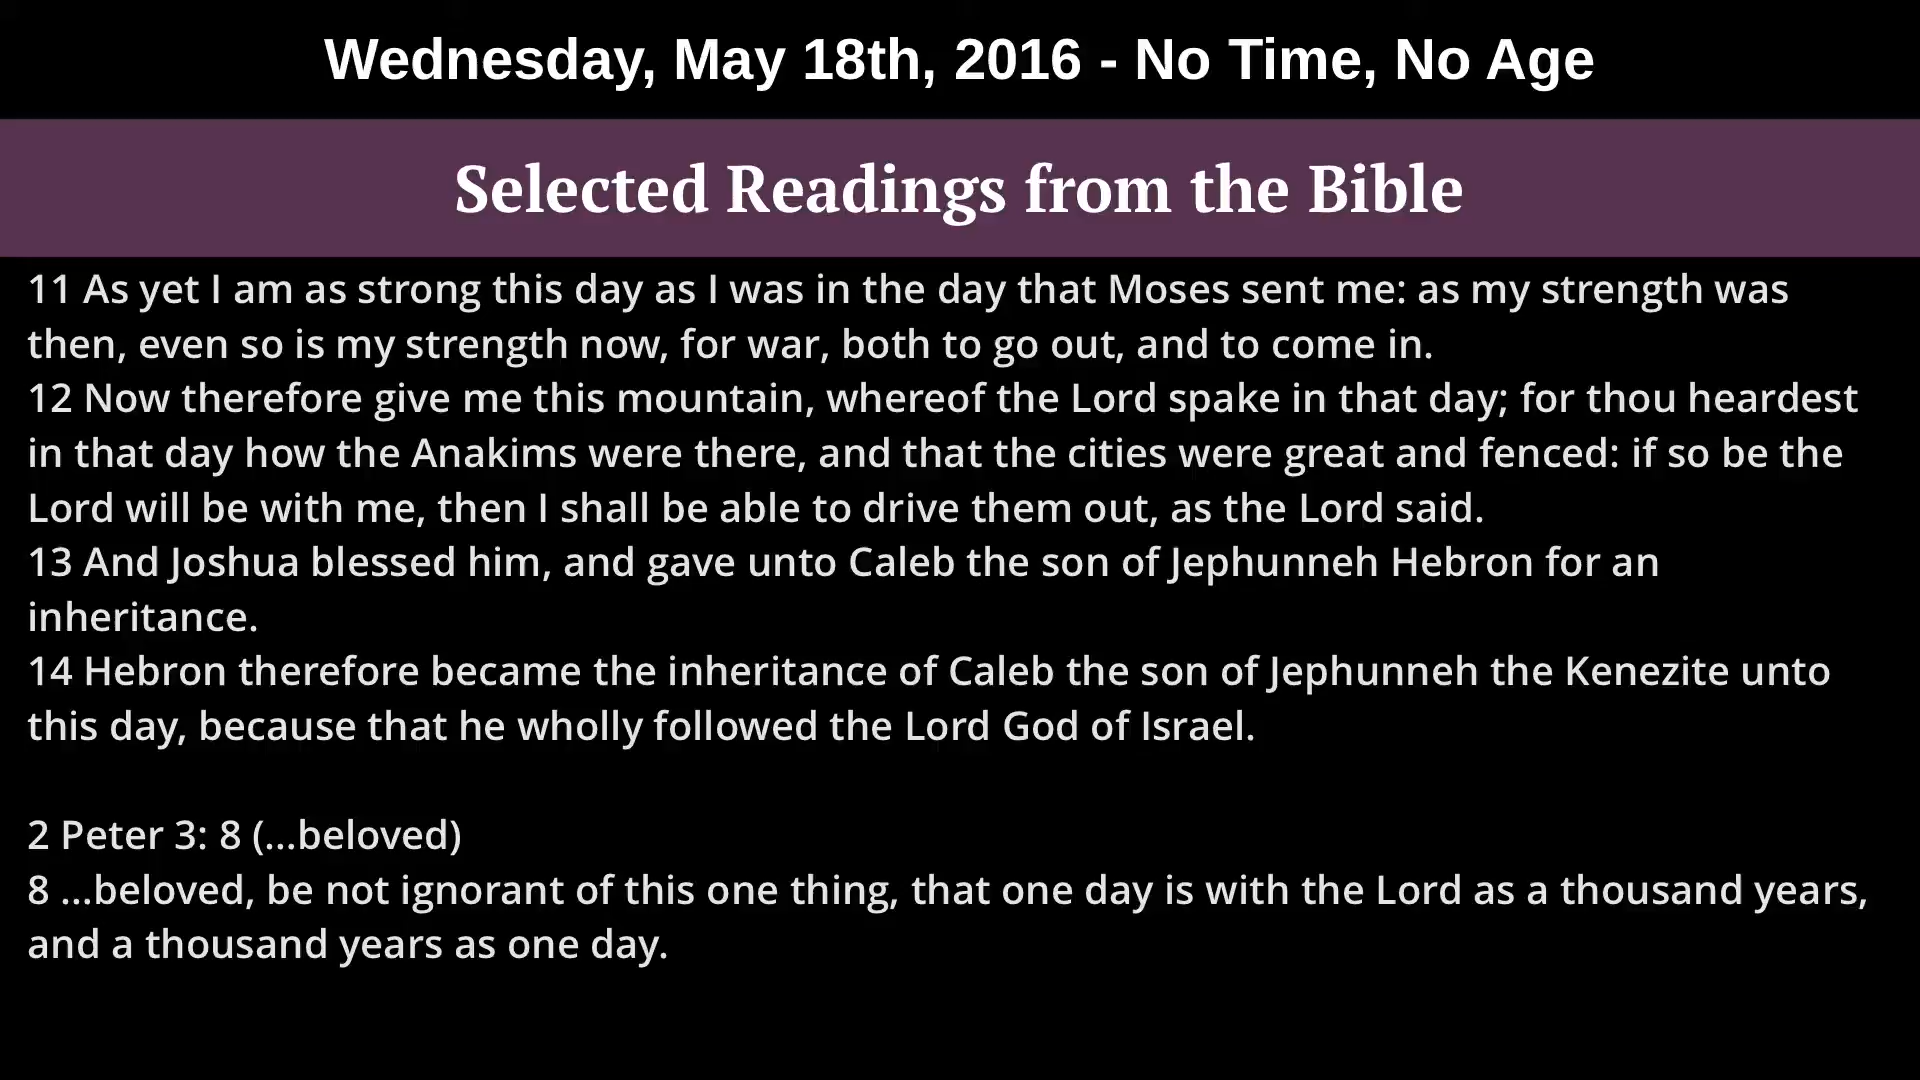 Wednesday, May 18th, 2016 - No Time, No Age
Selected Readings from the Bible
11 As yet I am as strong this day as I was in the day that Moses sent me: as my strength was
then, even so is my strength now, for war, both to go out, and to come in.
12 Now therefore give me this mountain, whereof the Lord spake in that day; for thou heardest
in that day how the Anakims were there, and that the cities were great and fenced: if so be the
Lord will be with me, then I shall be able to drive them out, as the Lord said.
13 And Joshua blessed him, and gave unto Caleb the son of Jephunneh Hebron for an
inheritance.
14 Hebron therefore became the inheritance of Caleb the son of Jephunneh the Kenezite unto
this day, because that he wholly followed the Lord God of Israel.
2 Peter 3: 8 (...beloved)
8 ...beloved, be not ignorant of this one thing, that one day is with the Lord as a thousand years,
and a thousand years as one day.